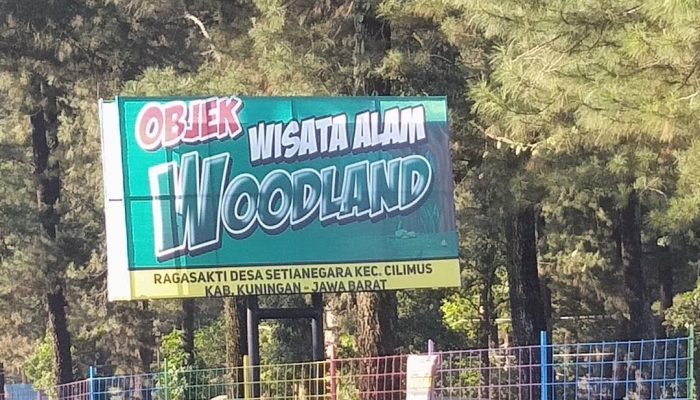 OBJEK WISATA ALAM
WOODLAND
RAGASAKTI DESA SETIANEGARA KEC. CILIMUS
KAB. KUNINGAN - JAWA BARAT